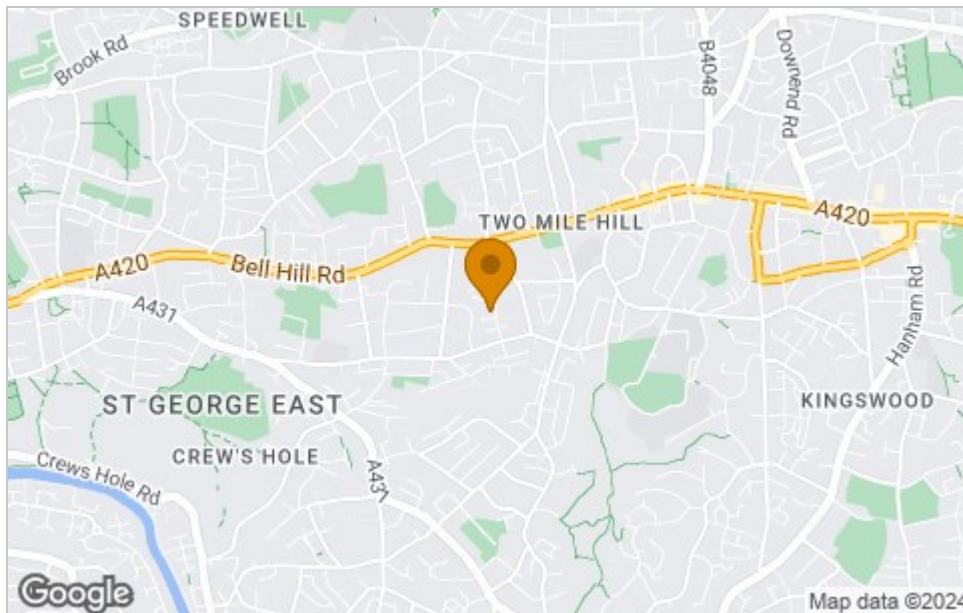 SPEEDWELL
Brook Rd
B4048
Downend Rd
TWO MILE HILL
A420
A420
Bell Hill Rd
A431
Hanham Rd
ST GEORGE EAST
KINGSWOOD
CREW'S HOLE
A431
Crews Hole Rd
Google
Map data ©2024